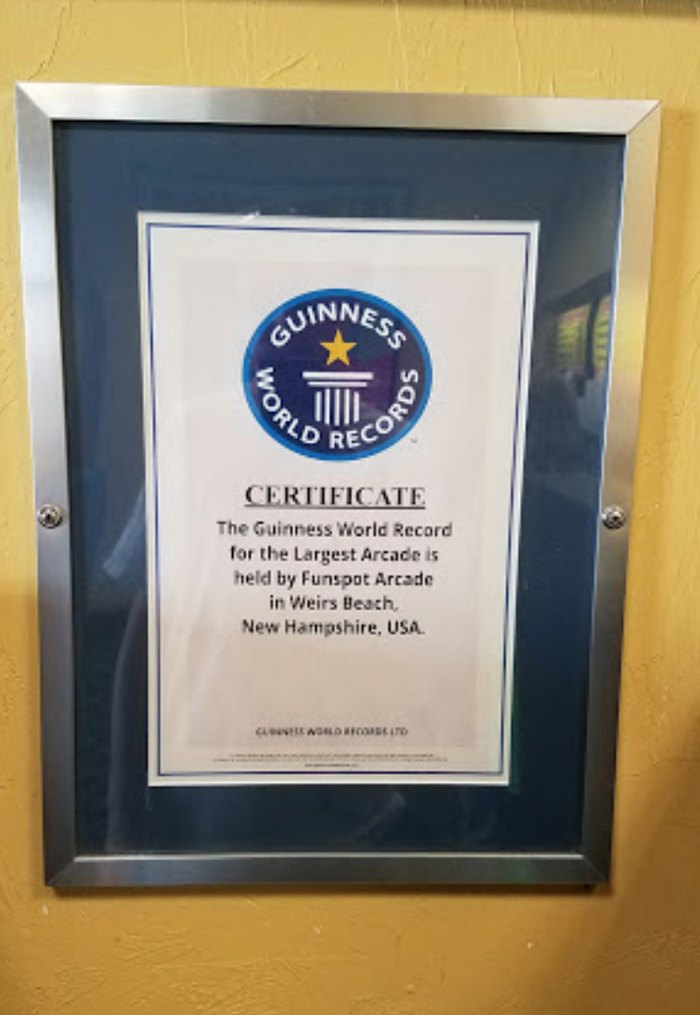 GUINNESS
WORLD RECORDS
CERTIFICATE
The Guinness World Record
for the Largest Arcade is
held by Funspot Arcade
in Weirs Beach,
New Hampshire, USA.
GUINNESS WORLD RECORDS LTD